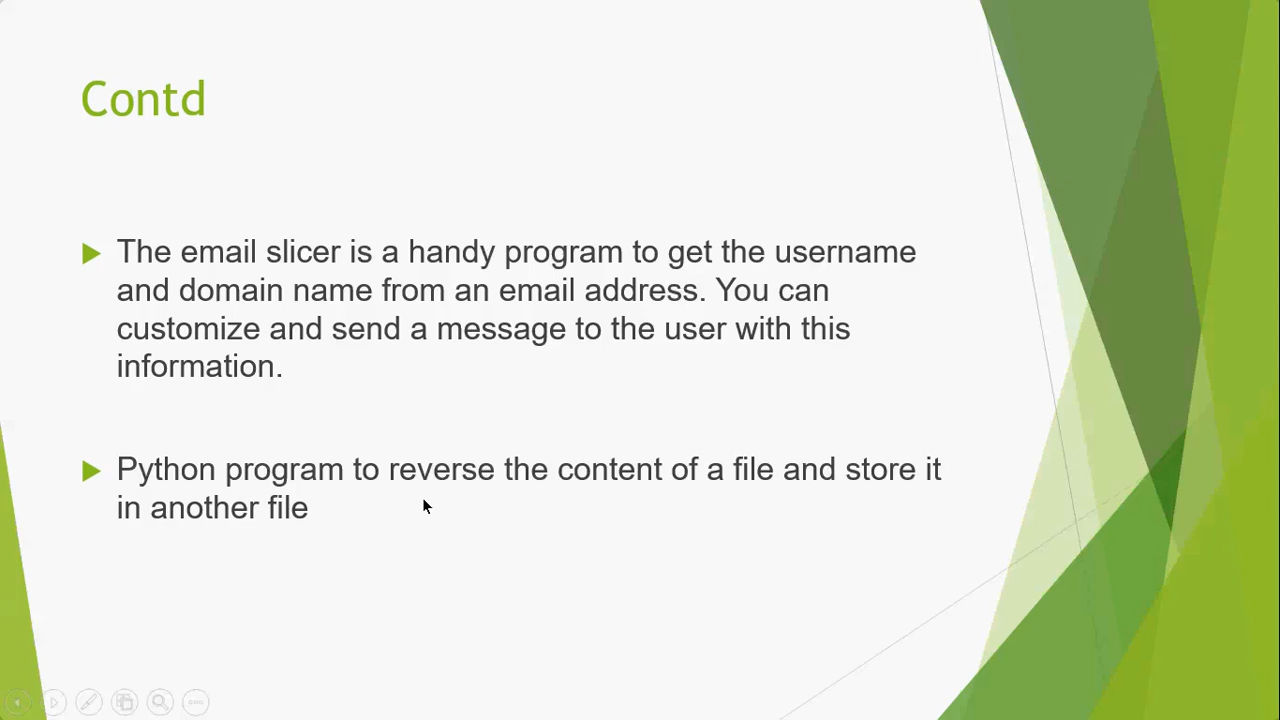 Contd
The email slicer is a handy program to get the username
and domain name from an email address. You can
customize and send a message to the user with this
information.
Python program to reverse the content of a file and store it
in another file